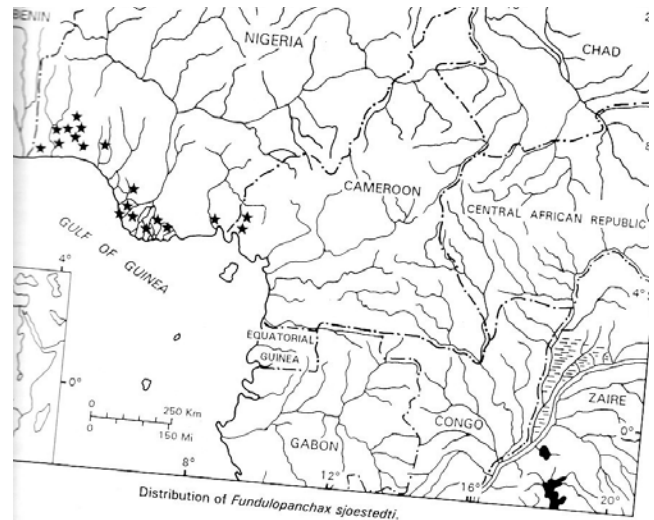 BENIN
NIGERIA
CHAD
CAMEROON
CENTRAL AFRICAN REPUBLIC
GULF OF GUINEA
4°
4°
EQUATORIAL
GUINEA
0°
ZAIRE
0 250 Km
0 150 Mi
CONGO
0°
GABON
8°
12°
16°
20°
Distribution of Fundulopanchax sjoestedti.